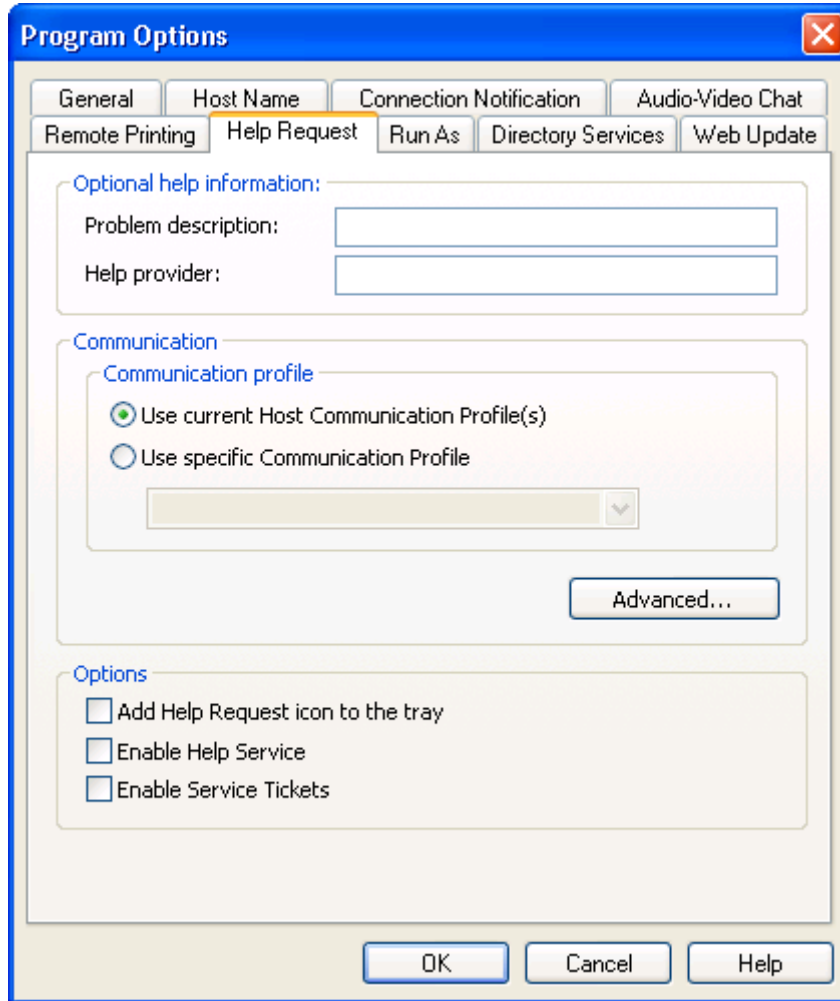 Program Options
General Host Name Connection Notification Audio-Video Chat
Remote Printing Help Request Run As Directory Services Web Update
Optional help information:
Problem description:
Help provider:
Communication
Communication profile
Use current Host Communication Profile(s)
Use specific Communication Profile
Advanced...
Options
Add Help Request icon to the tray
Enable Help Service
Enable Service Tickets
OK Cancel Help